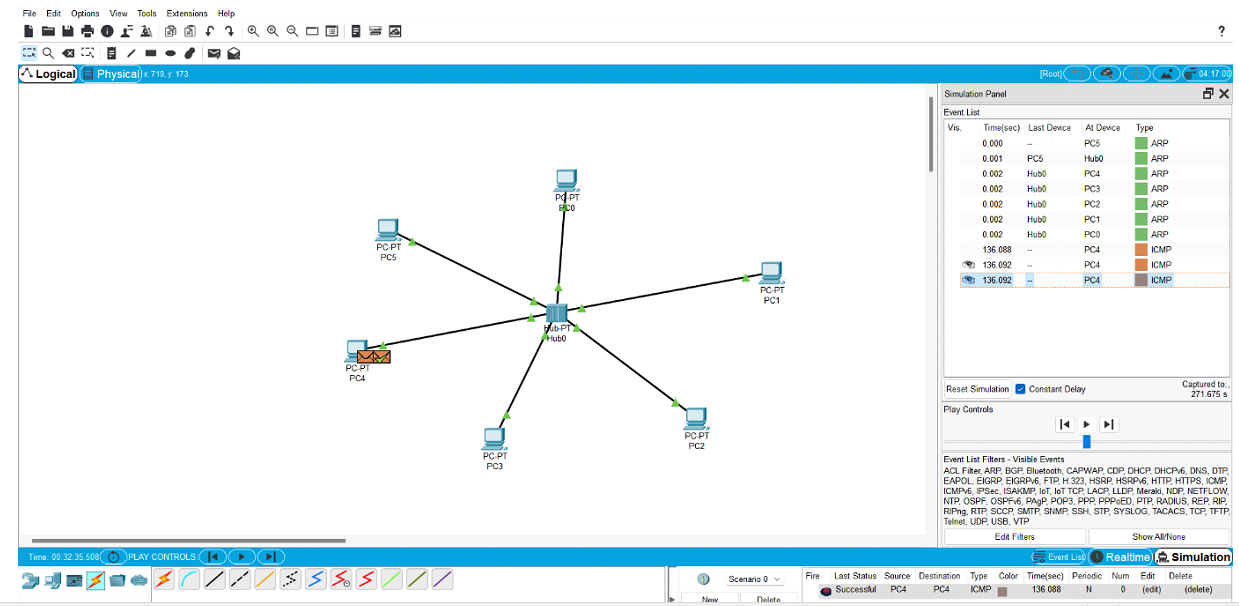 File Edit Options View Tools Extensions Help
?
Logical Physical x: 719, y: 173 [Root] 04:17:00
Simulation Panel
Event List
Vis. Time(sec) Last Device At Device Type
0.000 -- PC5 ARP
0.001 PC5 Hub0 ARP
0.002 Hub0 PC4 ARP
0.002 Hub0 PC3 ARP
0.002 Hub0 PC2 ARP
0.002 Hub0 PC1 ARP
0.002 Hub0 PC0 ARP
136.088 -- PC4 ICMP
136.092 -- PC4 ICMP
136.092 -- PC4 ICMP
PC-PT
PC0
PC-PT
PC5
PC-PT
PC1
Hub-PT
Hub0
PC-PT
PC4
PC-PT
PC2
PC-PT
PC3
Reset Simulation Constant Delay Captured to:
271.675 s
Play Controls
Event List Filters - Visible Events
ACL Filter, ARP, BGP, Bluetooth, CAPWAP, CDP, DHCP, DHCPv6, DNS, DTP,
EAPOL, EIGRP, EIGRPv6, FTP, H.323, HSRP, HSRPv6, HTTP, HTTPS, ICMP,
ICMPv6, IPSec, ISAKMP, IoT, IoT TCP, LACP, LLDP, Meraki, NDP, NETFLOW,
NTP, OSPF, OSPFv6, PAgP, POP3, PPP, PPPoED, PTP, RADIUS, REP, RIP,
RIPng, RTP, SCCP, SMTP, SNMP, SSH, STP, SYSLOG, TACACS, TCP, TFTP,
Telnet, UDP, USB, VTP
Edit Filters Show All/None
Time: 00:32:35.508 PLAY CONTROLS: Event List Realtime Simulation
Scenario 0
New Delete
Fire Last Status Source Destination Type Color Time(sec) Periodic Num Edit Delete
Successful PC4 PC4 ICMP 136.088 N 0 (edit) (delete)